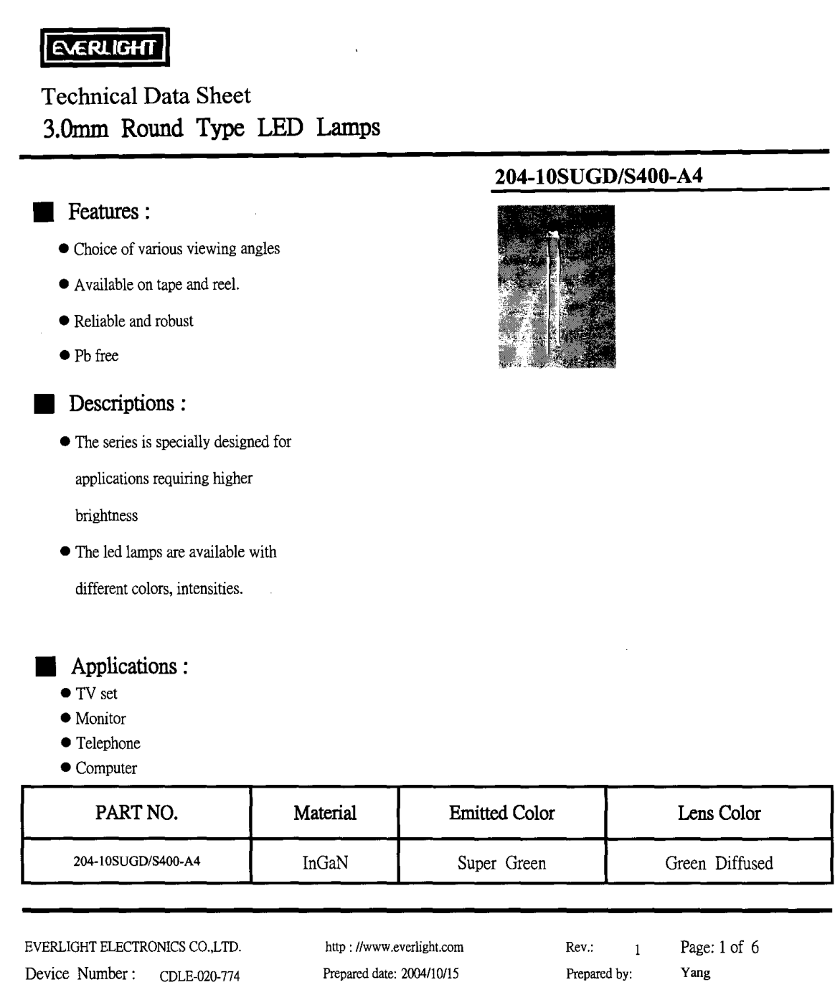 EVERLIGHT
Technical Data Sheet
3.0mm Round Type LED Lamps
204-10SUGD/S400-A4
■ Features :
● Choice of various viewing angles
● Available on tape and reel.
● Reliable and robust
● Pb free
■ Descriptions :
● The series is specially designed for
applications requiring higher
brightness
● The led lamps are available with
different colors, intensities.
■ Applications :
● TV set
● Monitor
● Telephone
● Computer
PART NO. Material Emitted Color Lens Color
204-10SUGD/S400-A4 InGaN Super Green Green Diffused
EVERLIGHT ELECTRONICS CO.,LTD. http : //www.everlight.com Rev.: 1 Page: 1 of 6
Device Number : CDLE-020-774 Prepared date: 2004/10/15 Prepared by: Yang